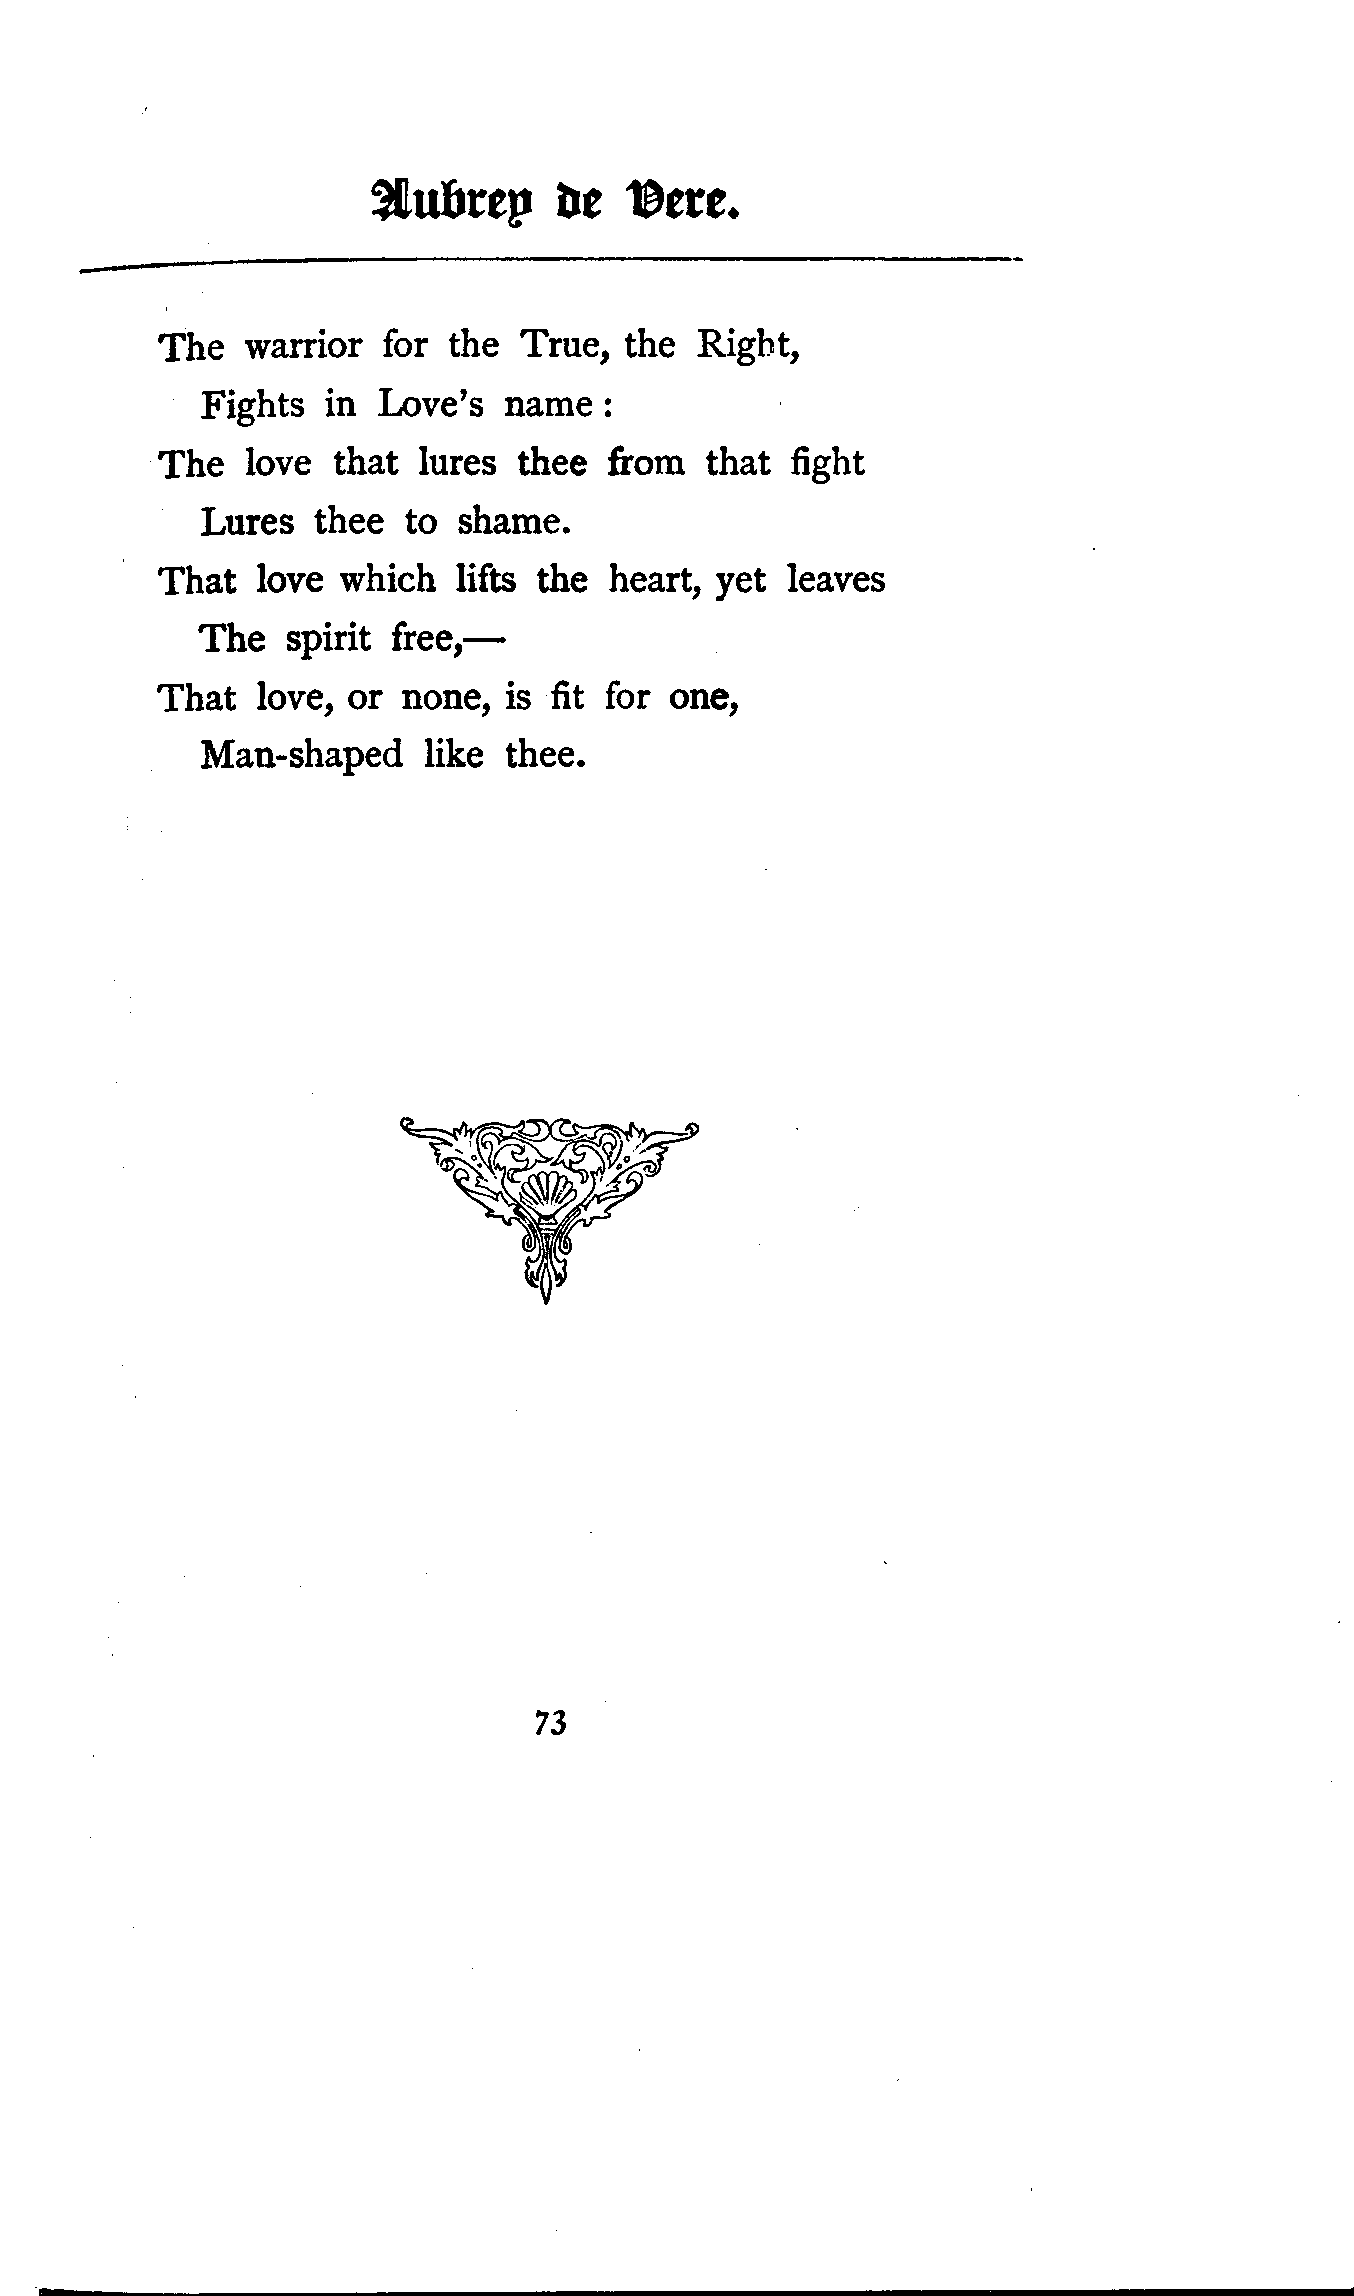 Aubrey de Vere.
The warrior for the True, the Right,
Fights in Love's name :
The love that lures thee from that fight
Lures thee to shame.
That love which lifts the heart, yet leaves
The spirit free,—
That love, or none, is fit for one,
Man-shaped like thee.
73